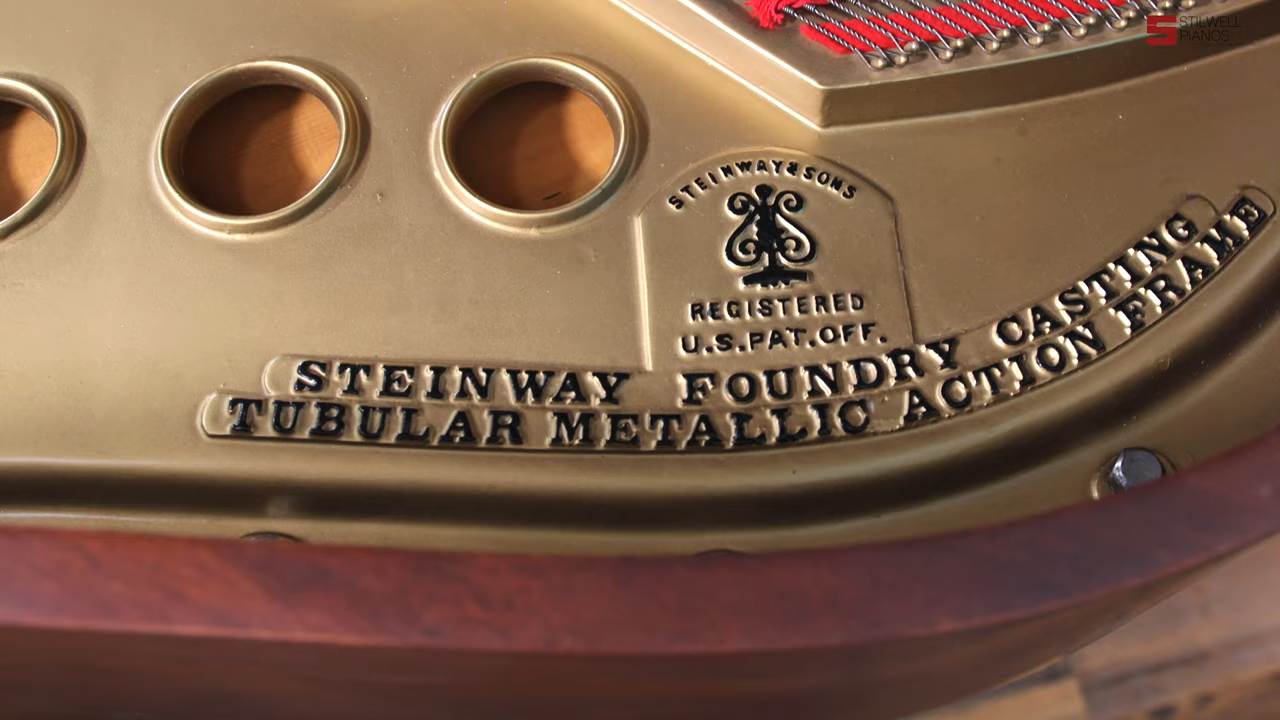 STILWELL
PIANOS
STEINWAY & SONS
REGISTERED
U.S. PAT. OFF.
STEINWAY FOUNDRY CASTING
TUBULAR METALLIC ACTION FRAME